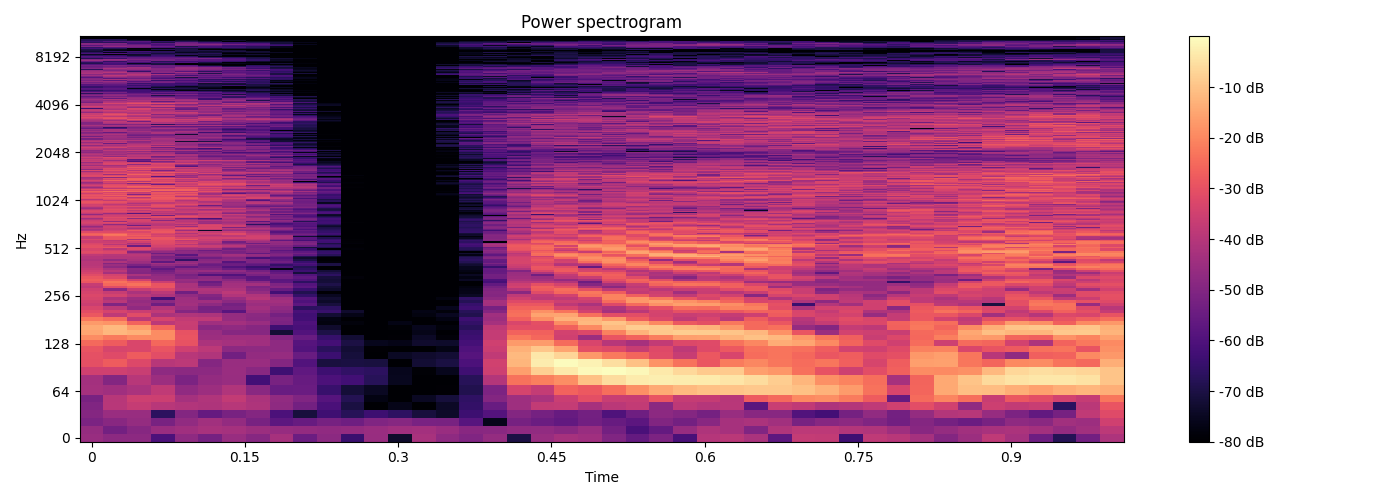 Power spectrogram
Hz
8192
4096
2048
1024
512
256
128
64
0
0 0.15 0.3 0.45 0.6 0.75 0.9
Time
-10 dB
-20 dB
-30 dB
-40 dB
-50 dB
-60 dB
-70 dB
-80 dB